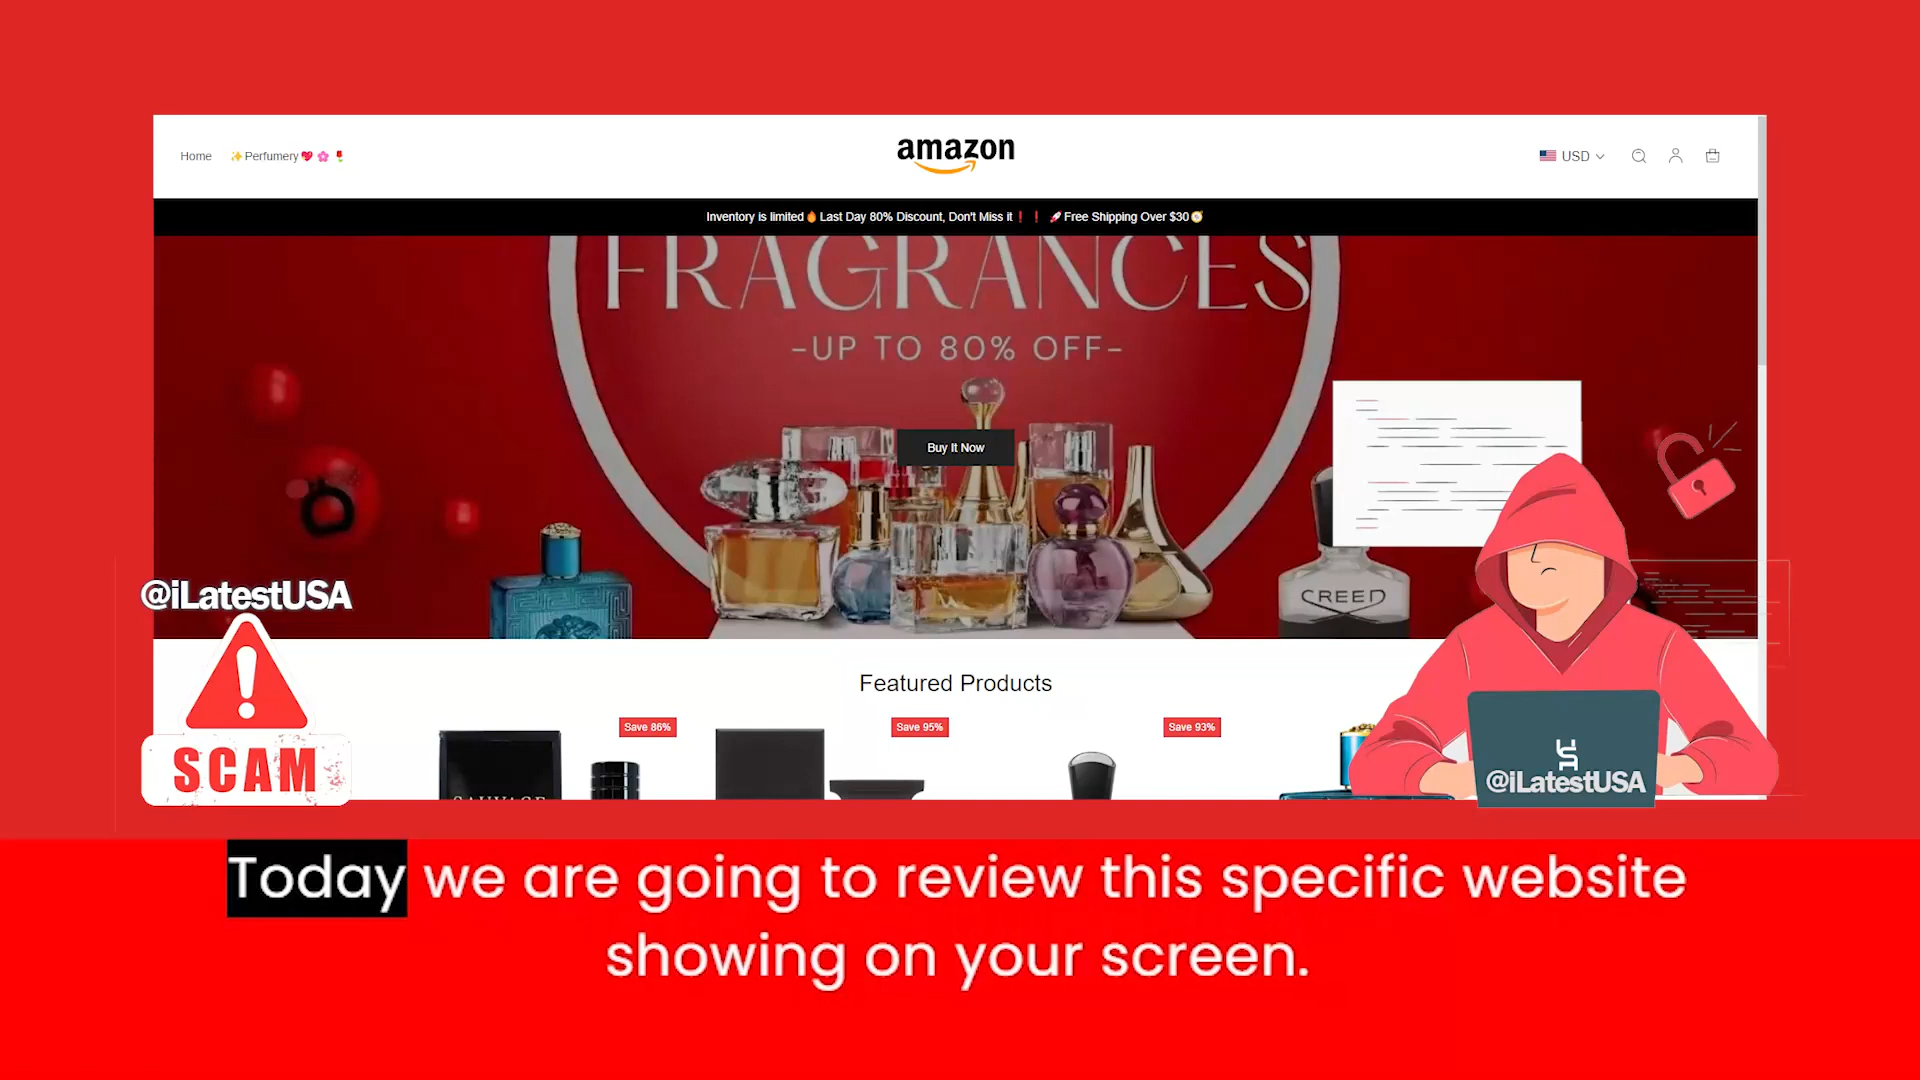 Home ✨Perfumery💖🌸🌹
amazon
USD
Inventory is limited🔥Last Day 80% Discount, Don't Miss it❗❗🚀Free Shipping Over $30🧭
FRAGRANCES
-UP TO 80% OFF-
Buy It Now
CREED
@iLatestUSA
SCAM
Featured Products
Save 86%
Save 95%
Save 93%
SAUVAGE
@iLatestUSA
Today we are going to review this specific website
showing on your screen.